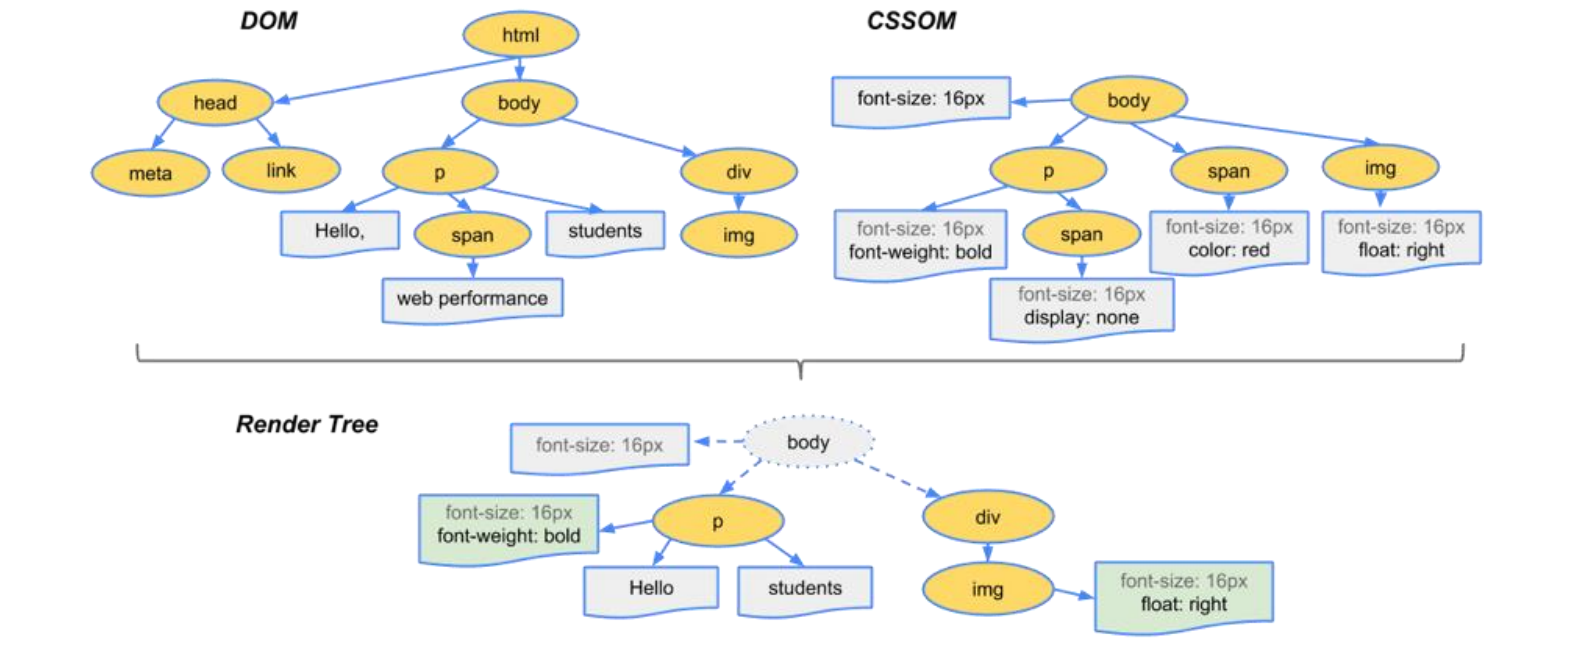 DOM
html
head
body
meta
link
p
div
Hello,
span
students
img
web performance
CSSOM
font-size: 16px
body
p
span
img
font-size: 16px
font-weight: bold
span
font-size: 16px
color: red
font-size: 16px
float: right
font-size: 16px
display: none
Render Tree
font-size: 16px
body
font-size: 16px
font-weight: bold
p
div
Hello
students
img
font-size: 16px
float: right